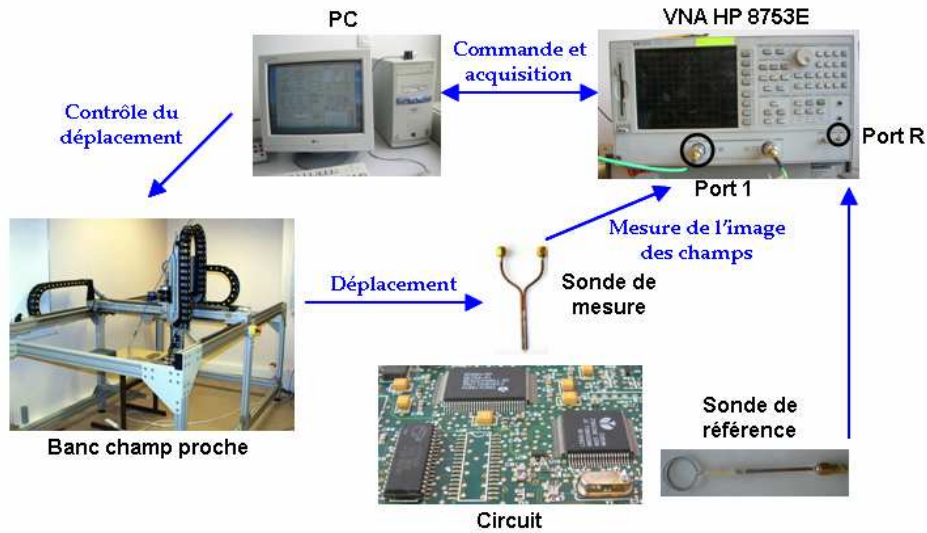 PC
VNA HP 8753E
Commande et
acquisition
Contrôle du
déplacement
Port R
Port 1
Mesure de l'image
des champs
Déplacement
Sonde de
mesure
Banc champ proche
Sonde de
référence
Circuit